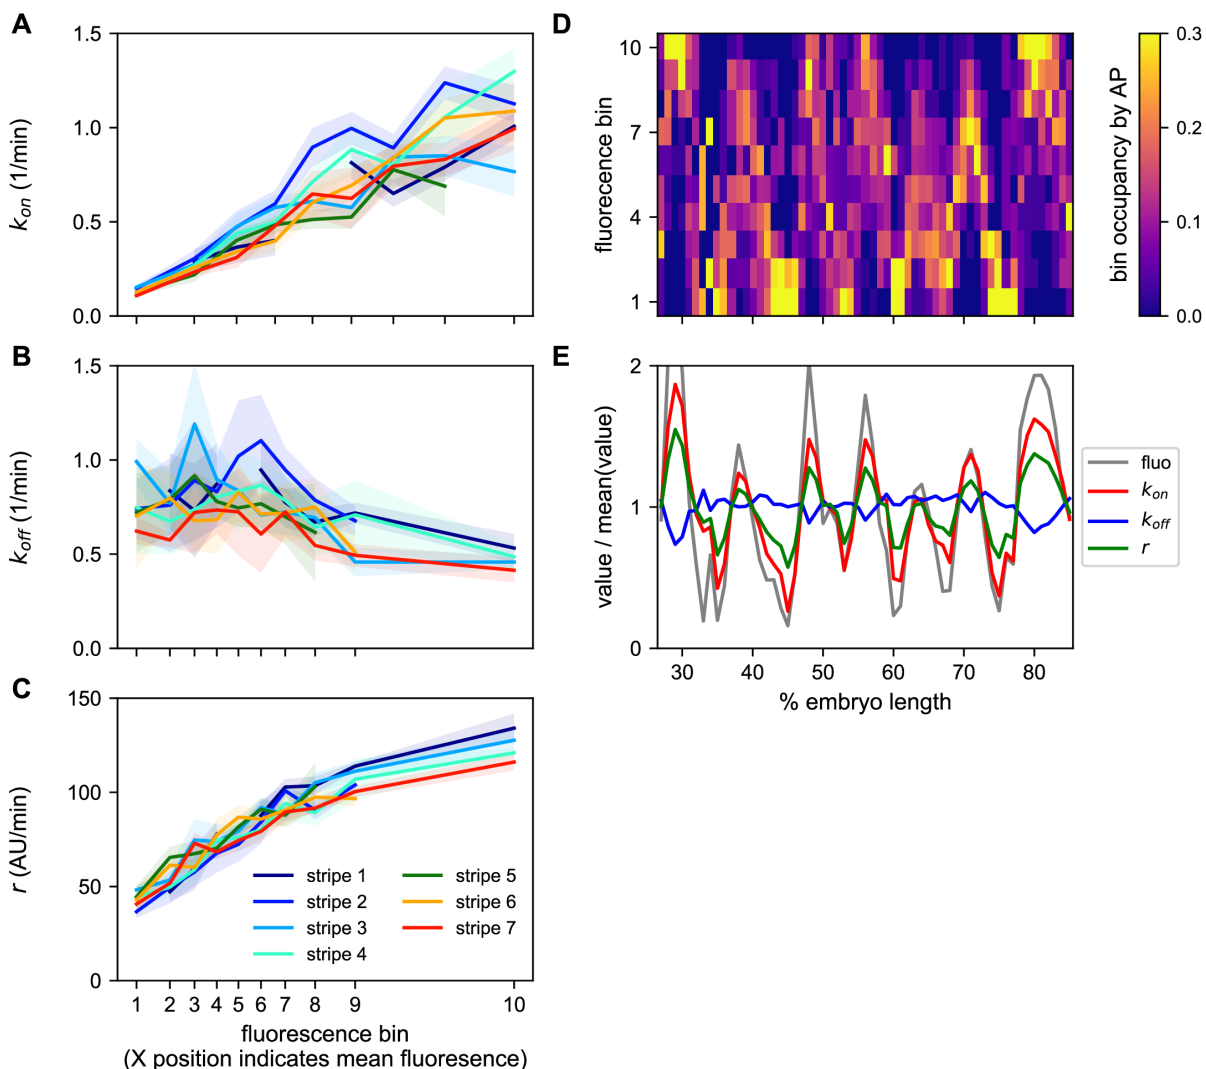 A
1.5
1.0
0.5
0.0
k_on (1/min)
B
1.5
1.0
0.5
0.0
k_off (1/min)
C
150
100
50
0
r (AU/min)
stripe 1
stripe 2
stripe 3
stripe 4
stripe 5
stripe 6
stripe 7
1 2 3 4 5 6 7 8 9 10
fluorescence bin
(X position indicates mean fluoresence)
D
10
7
4
1
fluorescence bin
0.3
0.2
0.1
0.0
bin occupancy by AP
E
2
1
0
value / mean(value)
30 40 50 60 70 80
% embryo length
fluo
k_on
k_off
r